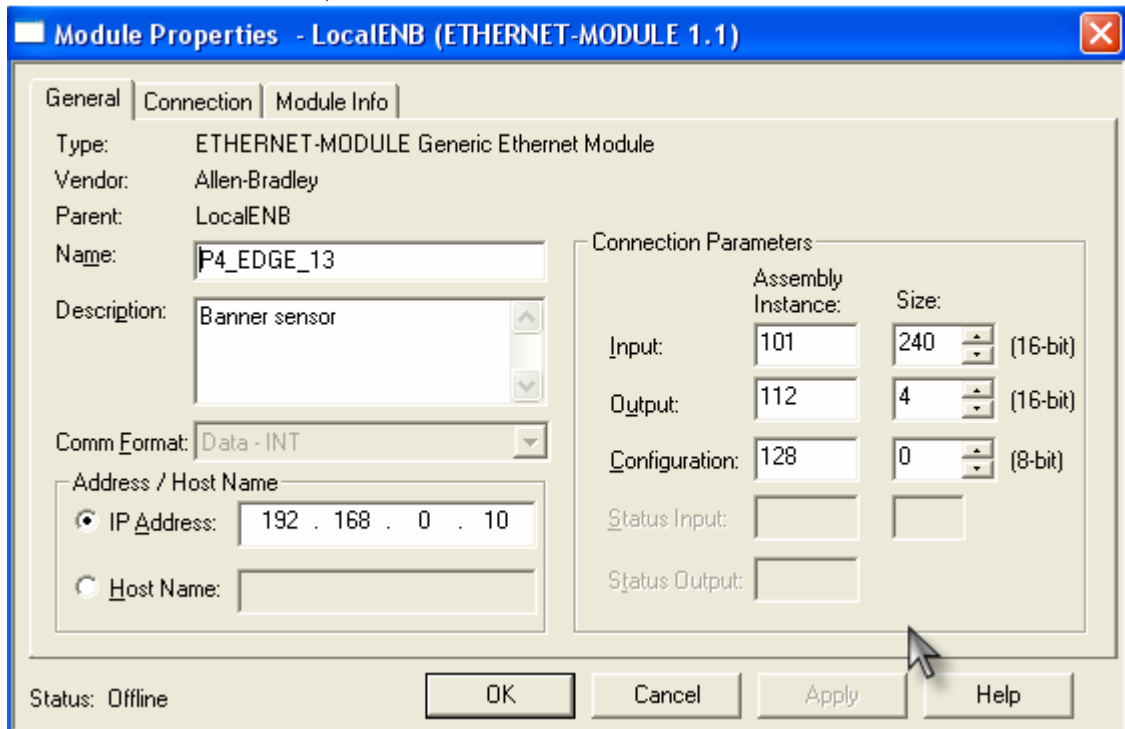 Module Properties - LocalENB (ETHERNET-MODULE 1.1)
General Connection Module Info
Type: ETHERNET-MODULE Generic Ethernet Module
Vendor: Allen-Bradley
Parent: LocalENB
Name: P4_EDGE_13
Description: Banner sensor
Comm Format: Data - INT
Address / Host Name
IP Address: 192 . 168 . 0 . 10
Host Name:
Connection Parameters
Assembly
Instance: Size:
Input: 101 240 (16-bit)
Output: 112 4 (16-bit)
Configuration: 128 0 (8-bit)
Status Input:
Status Output:
Status: Offline OK Cancel Apply Help